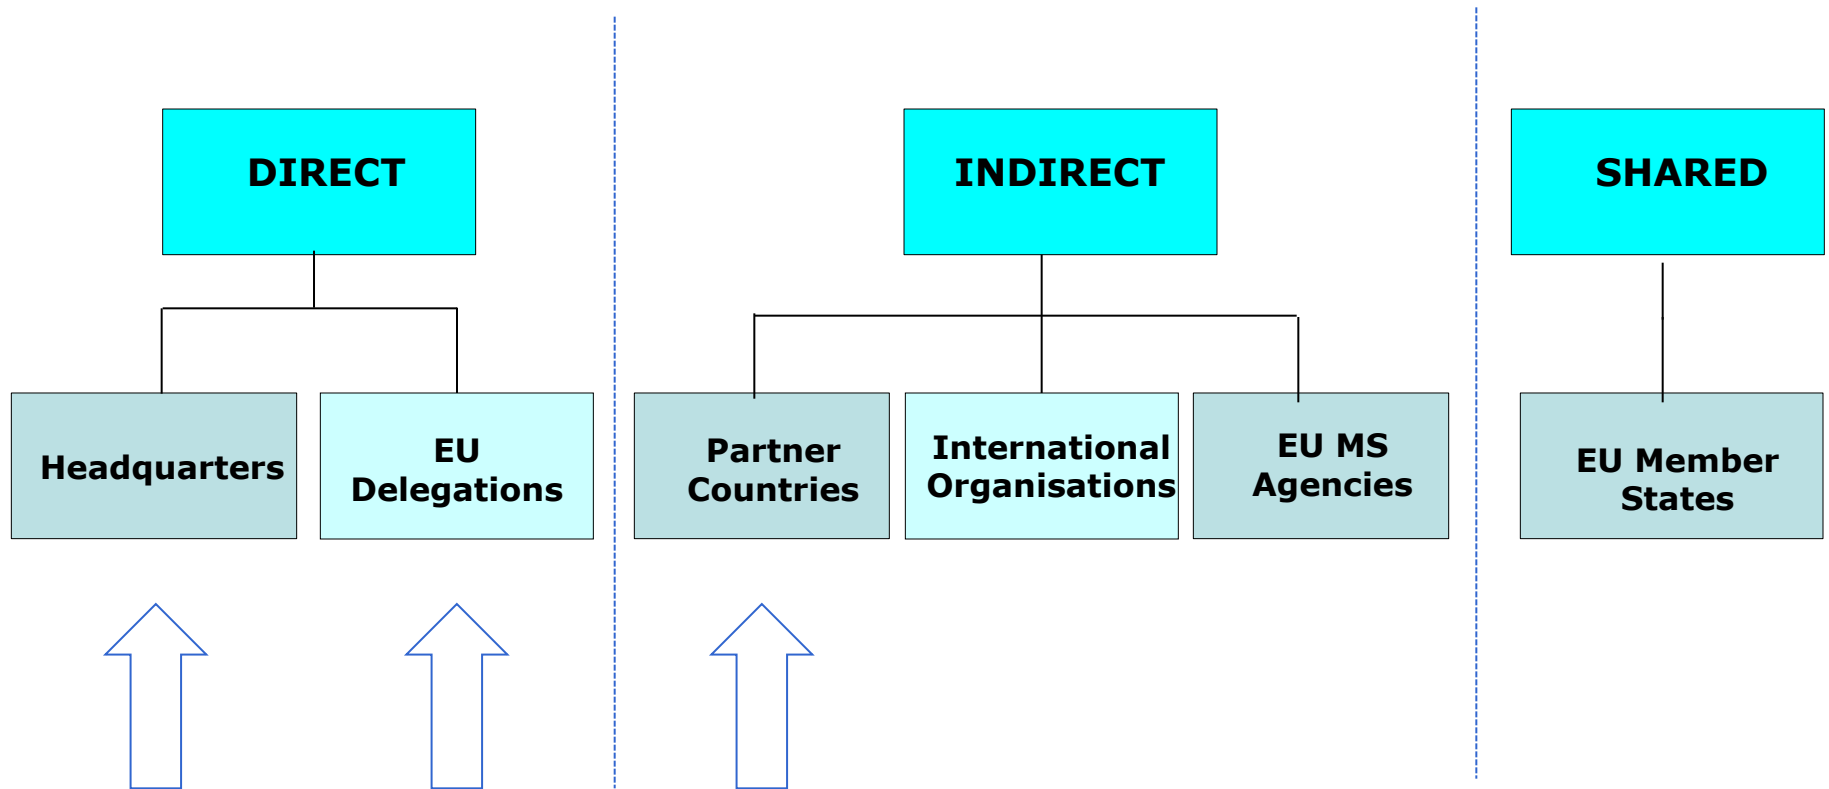 DIRECT
INDIRECT
SHARED
Headquarters
EU
Delegations
Partner
Countries
International
Organisations
EU MS
Agencies
EU Member
States